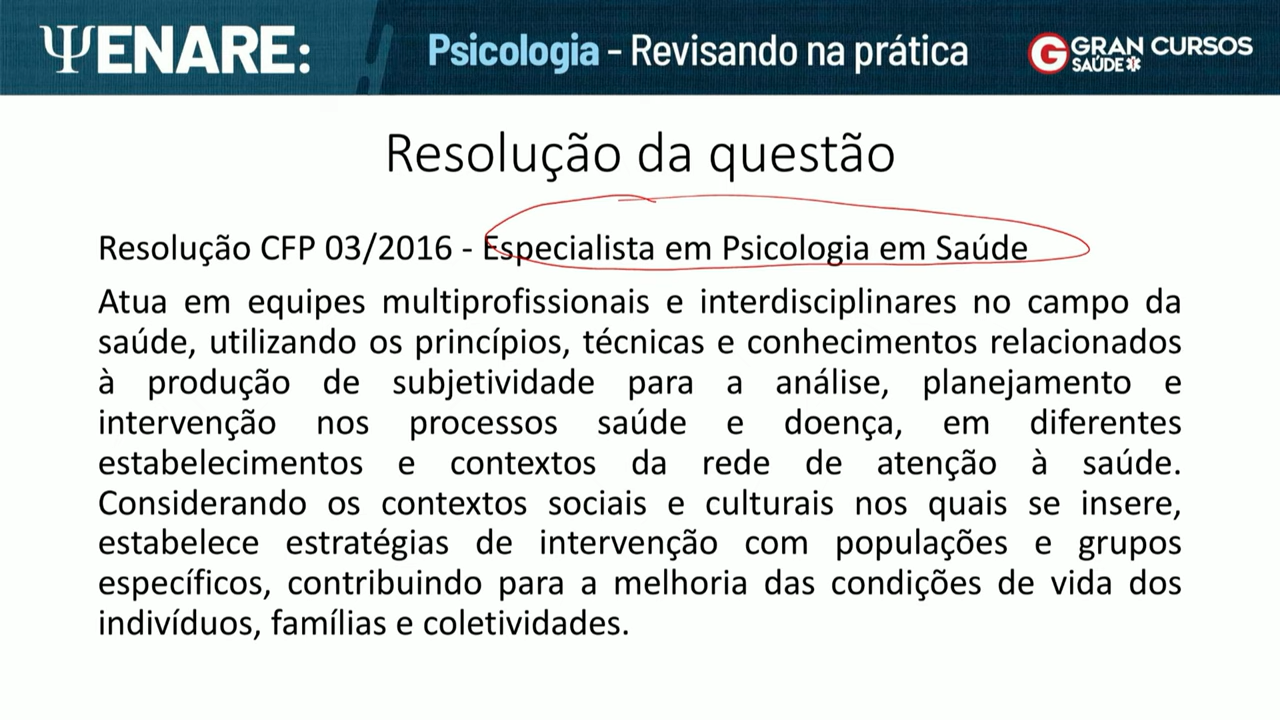 ΨENARE:
Psicologia - Revisando na prática
GRAN CURSOS
SAÚDE
Resolução da questão
Resolução CFP 03/2016 - Especialista em Psicologia em Saúde
Atua em equipes multiprofissionais e interdisciplinares no campo da
saúde, utilizando os princípios, técnicas e conhecimentos relacionados
à produção de subjetividade para a análise, planejamento e
intervenção nos processos saúde e doença, em diferentes
estabelecimentos e contextos da rede de atenção à saúde.
Considerando os contextos sociais e culturais nos quais se insere,
estabelece estratégias de intervenção com populações e grupos
específicos, contribuindo para a melhoria das condições de vida dos
indivíduos, famílias e coletividades.